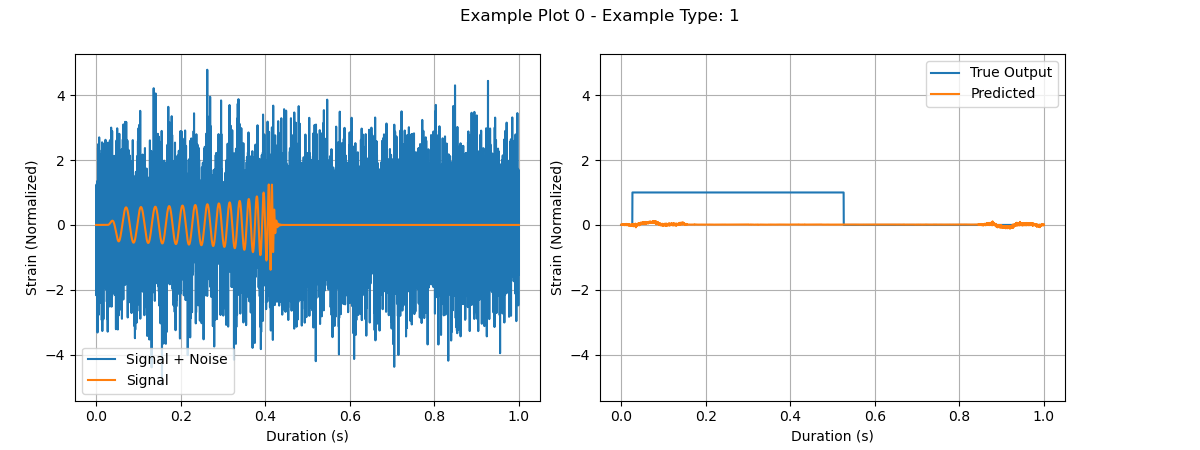 Example Plot 0 - Example Type: 1
Strain (Normalized)
4
2
0
−2
−4
Signal + Noise
Signal
0.0 0.2 0.4 0.6 0.8 1.0
Duration (s)
Strain (Normalized)
4
2
0
−2
−4
True Output
Predicted
0.0 0.2 0.4 0.6 0.8 1.0
Duration (s)